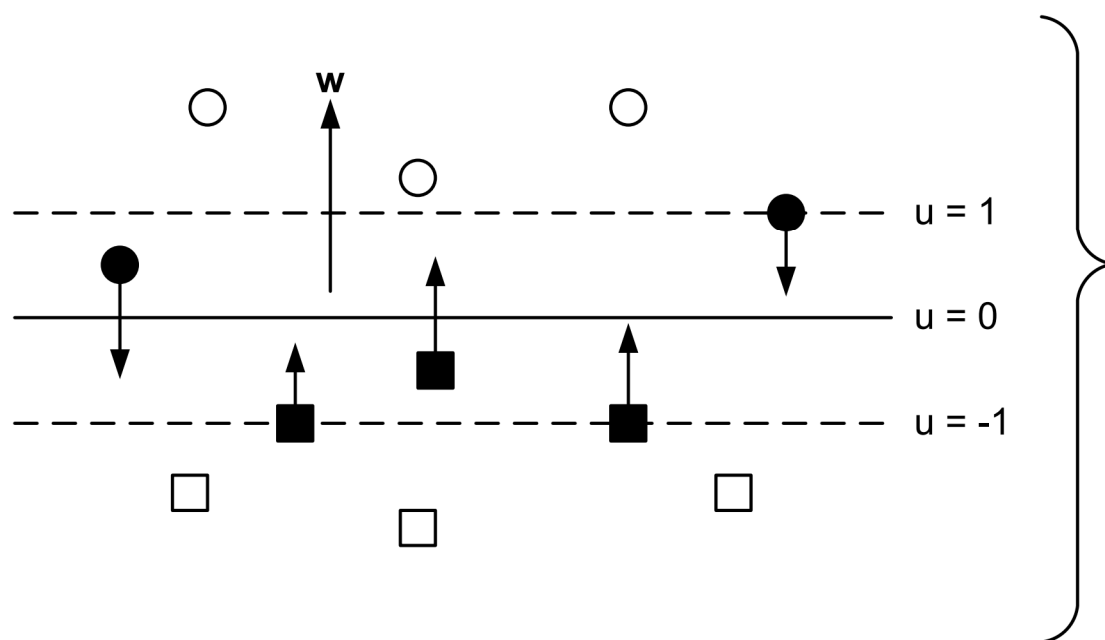 w
u = 1
u = 0
u = -1